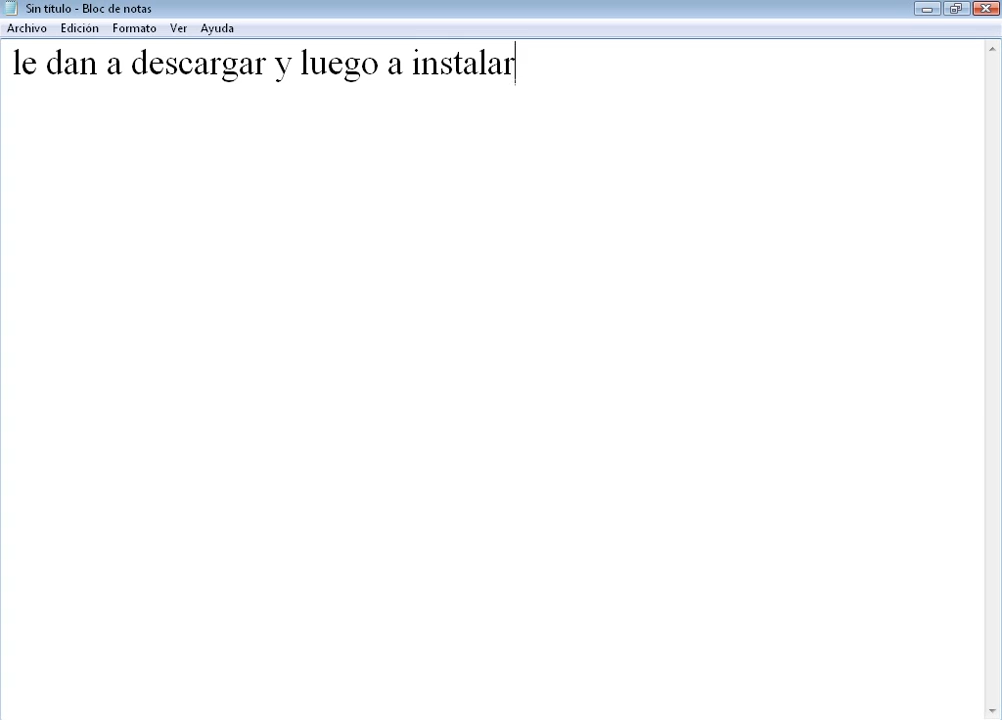 Sin título - Bloc de notas
Archivo Edición Formato Ver Ayuda
le dan a descargar y luego a instalar